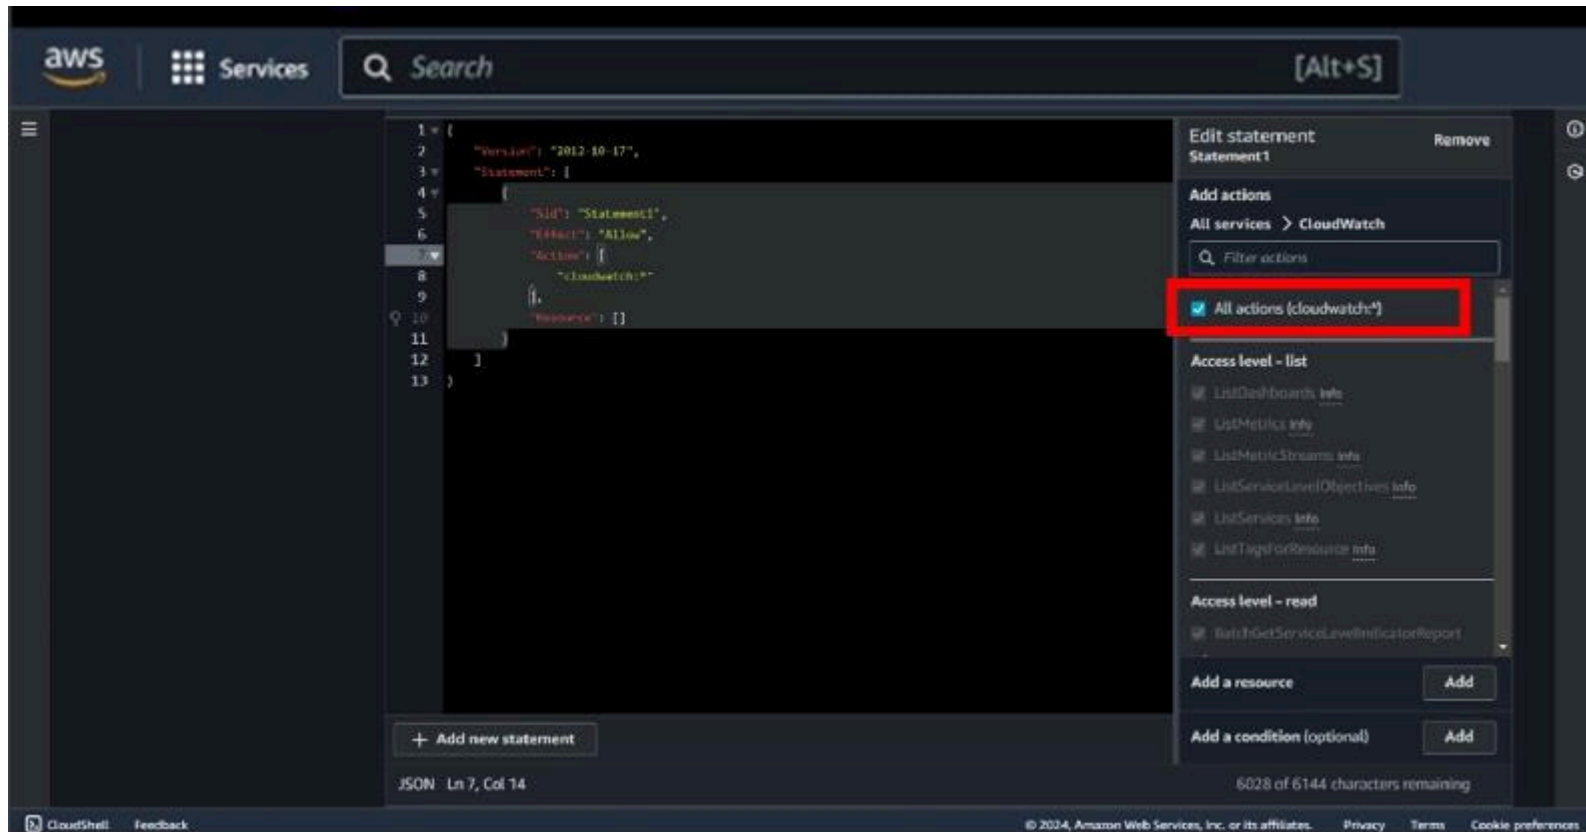 aws
Services
Search
[Alt+S]
1 {
2 "Version": "2012-10-17",
3 "Statement": [
4 {
5 "Sid": "Statement1",
6 "Effect": "Allow",
7 "Action": [
8 "cloudwatch:*"
9 ],
10 "Resource": []
11 }
12 ]
13 }
+ Add new statement
JSON Ln 7, Col 14
Edit statement
Remove
Statement1
Add actions
All services > CloudWatch
Filter actions
All actions (cloudwatch:*)
Access level - list
ListDashboards Info
ListMetrics Info
ListMetricStreams Info
ListServiceLevelObjectives Info
ListServices Info
ListTagsForResource Info
Access level - read
BatchGetServiceLevelIndicatorReport
Add a resource
Add
Add a condition (optional)
Add
6028 of 6144 characters remaining
CloudShell Feedback
© 2024, Amazon Web Services, Inc. or its affiliates. Privacy Terms Cookie preferences